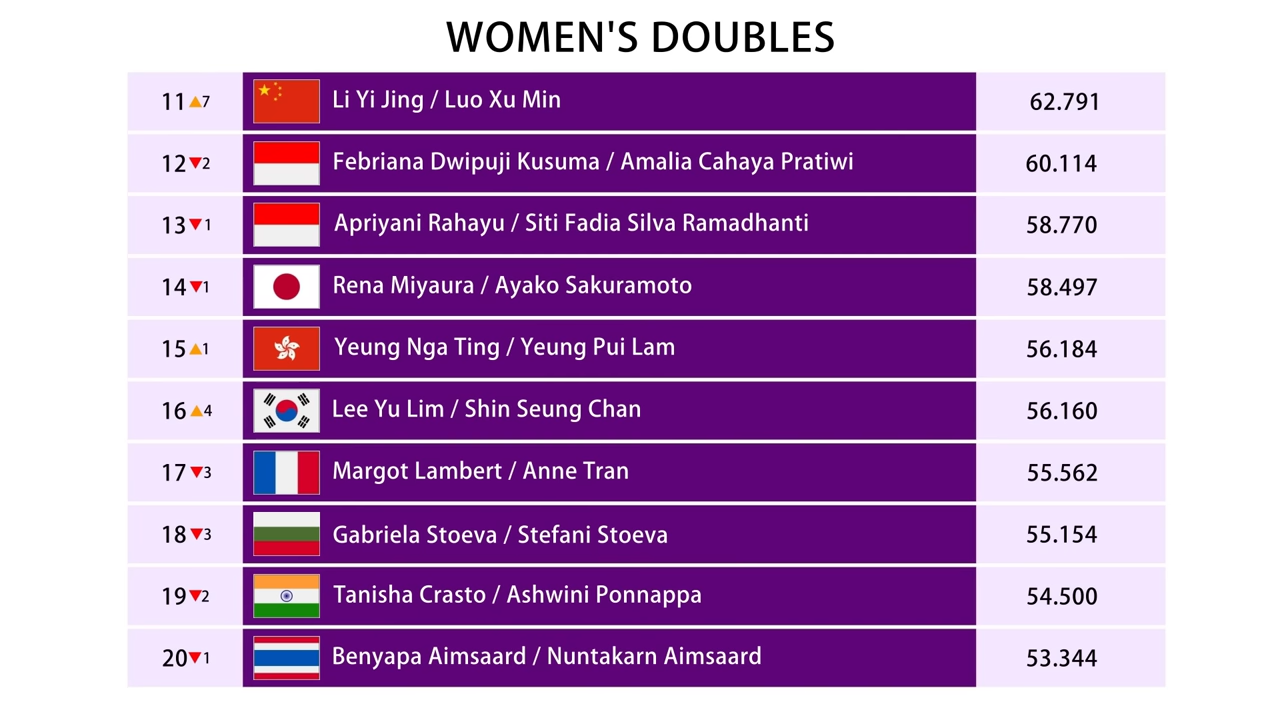 WOMEN'S DOUBLES
11 ▲7 Li Yi Jing / Luo Xu Min 62.791
12 ▼2 Febriana Dwipuji Kusuma / Amalia Cahaya Pratiwi 60.114
13 ▼1 Apriyani Rahayu / Siti Fadia Silva Ramadhanti 58.770
14 ▼1 Rena Miyaura / Ayako Sakuramoto 58.497
15 ▲1 Yeung Nga Ting / Yeung Pui Lam 56.184
16 ▲4 Lee Yu Lim / Shin Seung Chan 56.160
17 ▼3 Margot Lambert / Anne Tran 55.562
18 ▼3 Gabriela Stoeva / Stefani Stoeva 55.154
19 ▼2 Tanisha Crasto / Ashwini Ponnappa 54.500
20 ▼1 Benyapa Aimsaard / Nuntakarn Aimsaard 53.344